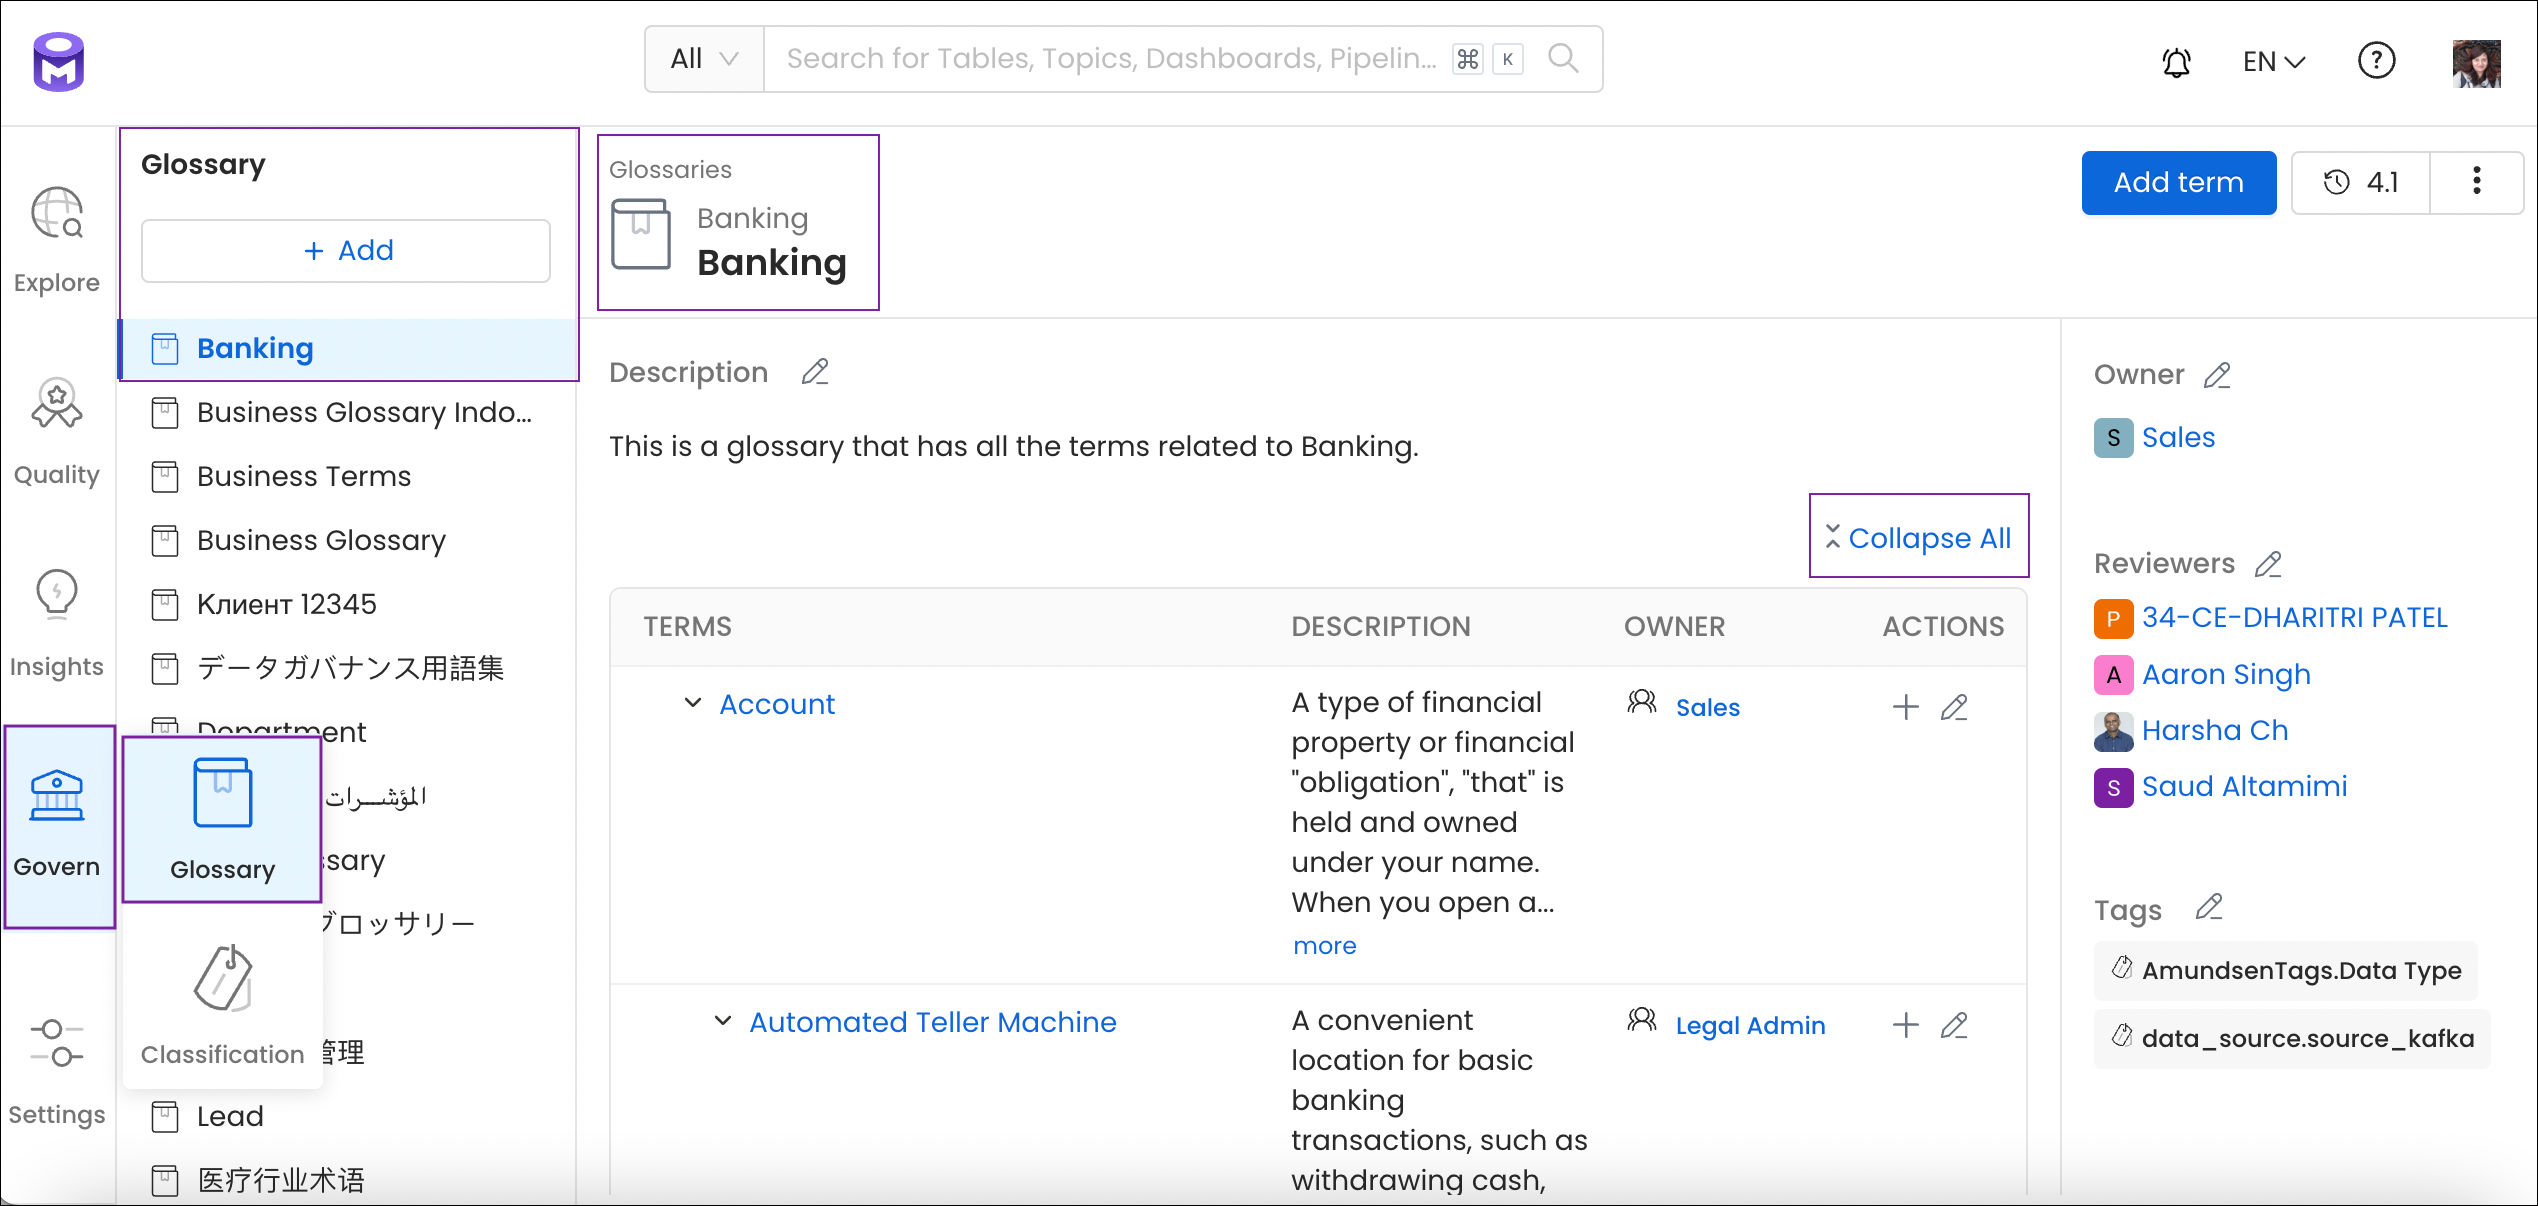 All
Search for Tables, Topics, Dashboards, Pipelin...
⌘ K
EN
?
Explore
Quality
Insights
Govern
Settings
Glossary
+ Add
Banking
Business Glossary Indo...
Business Terms
Business Glossary
Клиент 12345
データガバナンス用語集
Department
المؤشـــرات
ssary
ブロッサリー
管理
Lead
医疗行业术语
Glossary
Classification
Glossaries
Banking
Banking
Add term
4.1
Description
This is a glossary that has all the terms related to Banking.
Collapse All
TERMS DESCRIPTION OWNER ACTIONS
Account
A type of financial
property or financial
"obligation", "that" is
held and owned
under your name.
When you open a...
more
Sales
Automated Teller Machine
A convenient
location for basic
banking
transactions, such as
withdrawing cash,
Legal Admin
Owner
S Sales
Reviewers
P 34-CE-DHARITRI PATEL
A Aaron Singh
Harsha Ch
S Saud Altamimi
Tags
AmundsenTags.Data Type
data_source.source_kafka